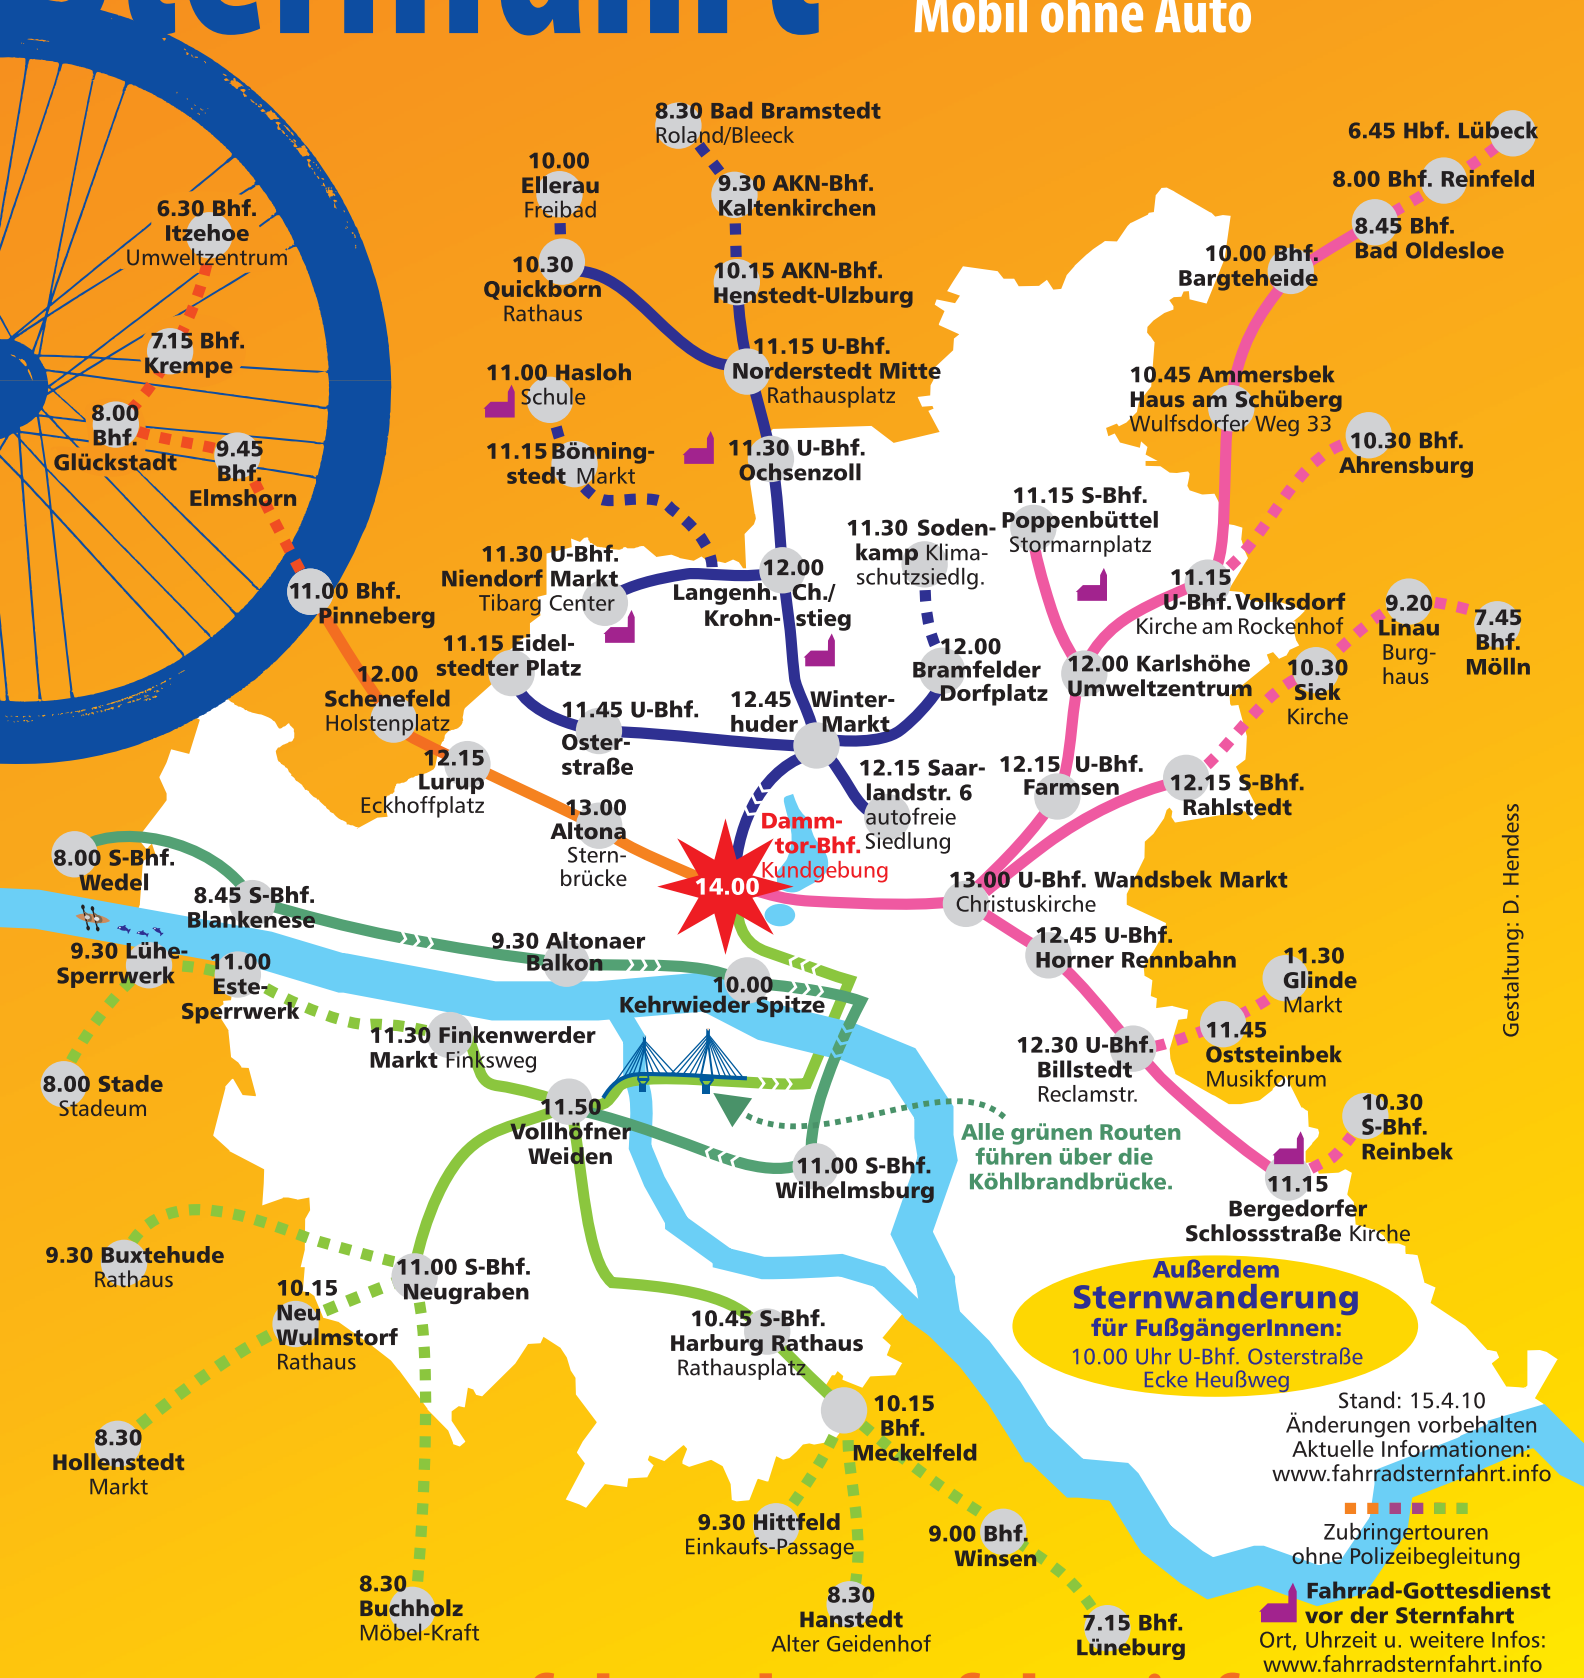 Mobil ohne Auto
8.30 Bad Bramstedt
Roland/Bleeck
6.45 Hbf. Lübeck
10.00
Ellerau
Freibad
9.30 AKN-Bhf.
Kaltenkirchen
8.00 Bhf. Reinfeld
6.30 Bhf.
Itzehoe
Umweltzentrum
8.45 Bhf.
Bad Oldesloe
10.00 Bhf.
Bargteheide
10.30
Quickborn
Rathaus
10.15 AKN-Bhf.
Henstedt-Ulzburg
7.15 Bhf.
Krempe
11.15 U-Bhf.
Norderstedt Mitte
Rathausplatz
11.00 Hasloh
Schule
10.45 Ammersbek
Haus am Schüberg
Wulfsdorfer Weg 33
8.00
Bhf.
Glückstadt
9.45
Bhf.
Elmshorn
11.15 Bönning-
stedt Markt
11.30 U-Bhf.
Ochsenzoll
10.30 Bhf.
Ahrensburg
11.15 S-Bhf.
Poppenbüttel
Stormarnplatz
11.30 Soden-
kamp Klima-
schutzsiedlg.
11.30 U-Bhf.
Niendorf Markt
Tibarg Center
12.00
Langenh. Ch./
Krohn-stieg
11.15
U-Bhf. Volksdorf
Kirche am Rockenhof
9.20
Linau
Burg-
haus
7.45
Bhf.
Mölln
11.00 Bhf.
Pinneberg
11.15 Eidel-
stedter Platz
12.00
Bramfelder
Dorfplatz
12.00 Karlshöhe
Umweltzentrum
10.30
Siek
Kirche
12.00
Schenefeld
Holstenplatz
11.45 U-Bhf.
Oster-
straße
12.45 Winter-
huder Markt
12.15
Lurup
Eckhoffplatz
12.15 Saar-
landstr. 6
autofreie
Siedlung
12.15 U-Bhf.
Farmsen
12.15 S-Bhf.
Rahlstedt
13.00
Altona
Stern-
brücke
Damm-
tor-Bhf.
Kundgebung
14.00
Gestaltung: D. Hendess
8.00 S-Bhf.
Wedel
8.45 S-Bhf.
Blankenese
13.00 U-Bhf. Wandsbek Markt
Christuskirche
9.30 Lühe-
Sperrwerk
11.00
Este-
Sperrwerk
9.30 Altonaer
Balkon
10.00
Kehrwieder Spitze
12.45 U-Bhf.
Horner Rennbahn
11.30
Glinde
Markt
11.30 Finkenwerder
Markt Finksweg
12.30 U-Bhf.
Billstedt
Reclamstr.
11.45
Oststeinbek
Musikforum
8.00 Stade
Stadeum
11.50
Vollhöfner
Weiden
10.30
S-Bhf.
Reinbek
Alle grünen Routen
führen über die
Köhlbrandbrücke.
11.00 S-Bhf.
Wilhelmsburg
11.15
Bergedorfer
Schlossstraße Kirche
9.30 Buxtehude
Rathaus
11.00 S-Bhf.
Neugraben
10.15
Neu
Wulmstorf
Rathaus
Außerdem
Sternwanderung
für FußgängerInnen:
10.00 Uhr U-Bhf. Osterstraße
Ecke Heußweg
10.45 S-Bhf.
Harburg Rathaus
Rathausplatz
10.15
Bhf.
Meckelfeld
Stand: 15.4.10
Änderungen vorbehalten
Aktuelle Informationen:
www.fahrradsternfahrt.info
8.30
Hollenstedt
Markt
9.30 Hittfeld
Einkaufs-Passage
9.00 Bhf.
Winsen
Zubringertouren
ohne Polizeibegleitung
8.30
Buchholz
Möbel-Kraft
8.30
Hanstedt
Alter Geidenhof
7.15 Bhf.
Lüneburg
Fahrrad-Gottesdienst
vor der Sternfahrt
Ort, Uhrzeit u. weitere Infos:
www.fahrradsternfahrt.info